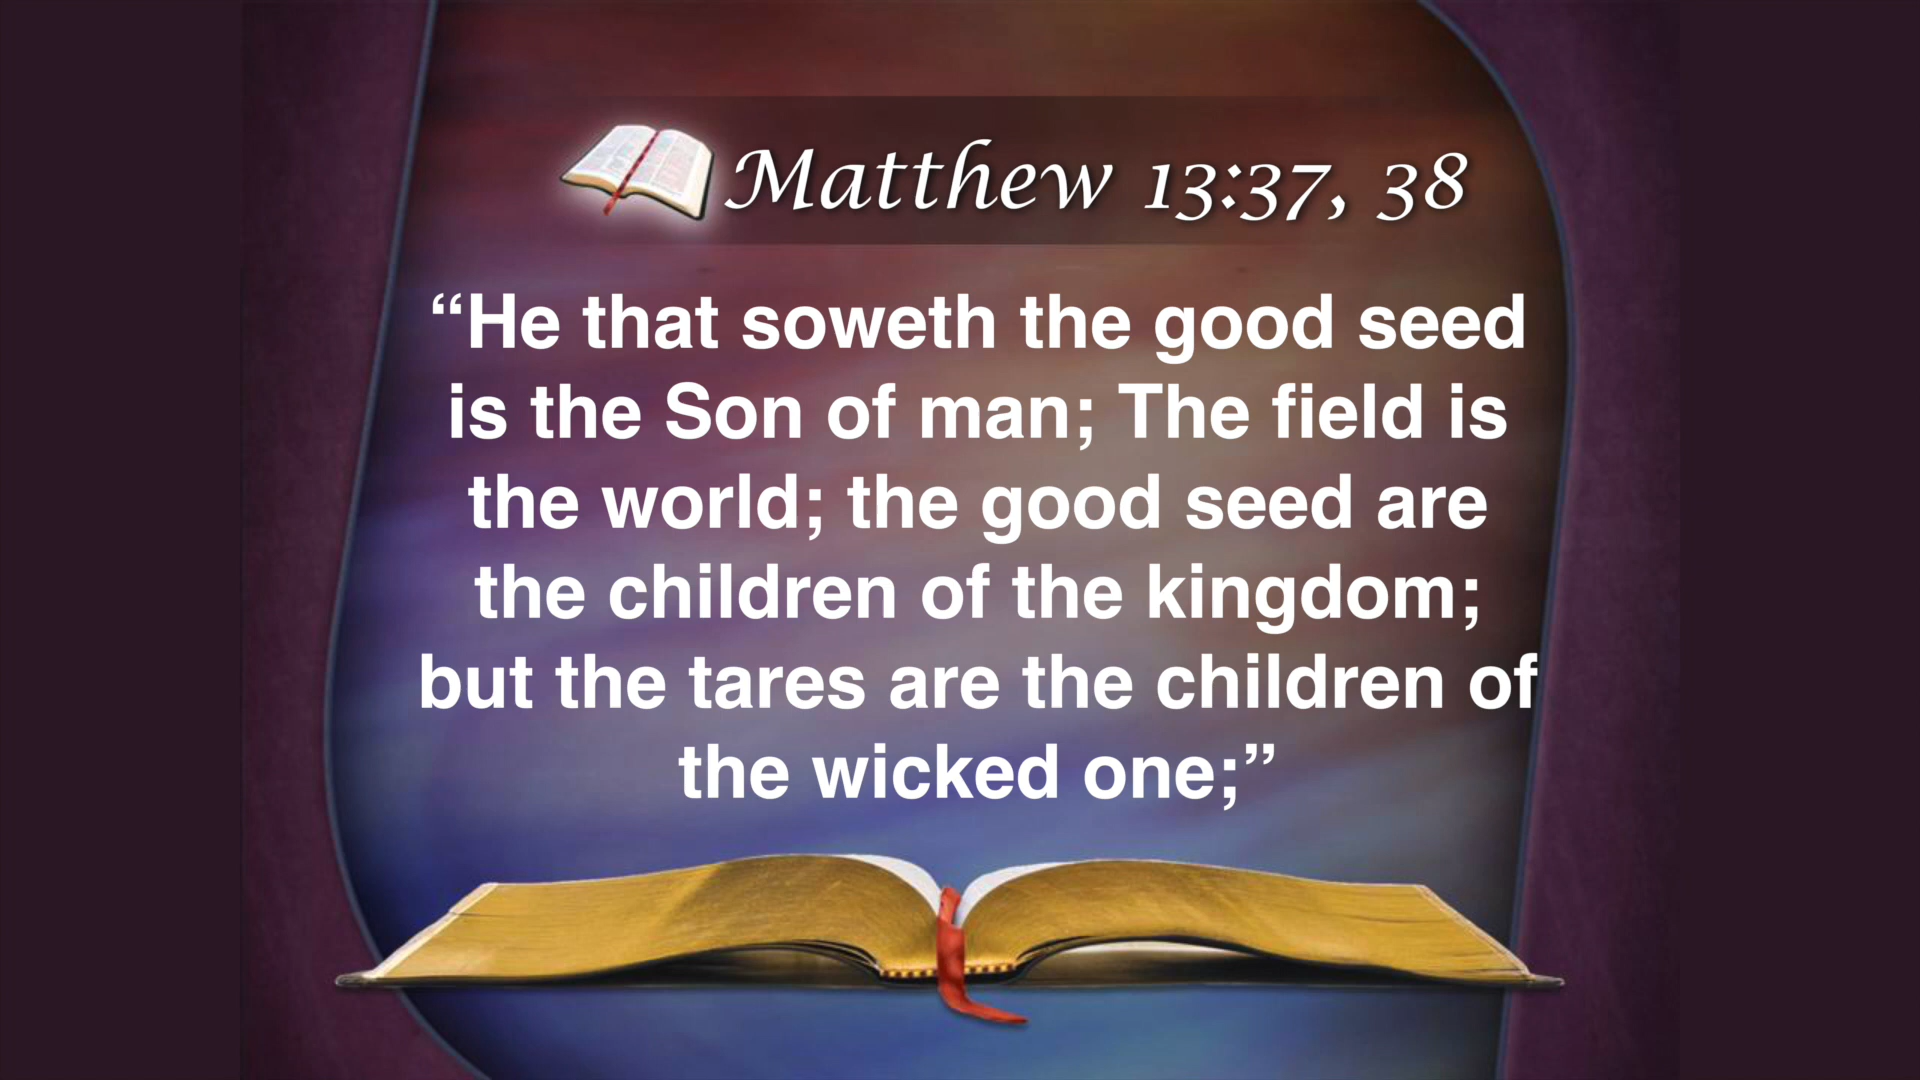 Matthew 13:37, 38
“He that soweth the good seed
is the Son of man; The field is
the world; the good seed are
the children of the kingdom;
but the tares are the children of
the wicked one;”